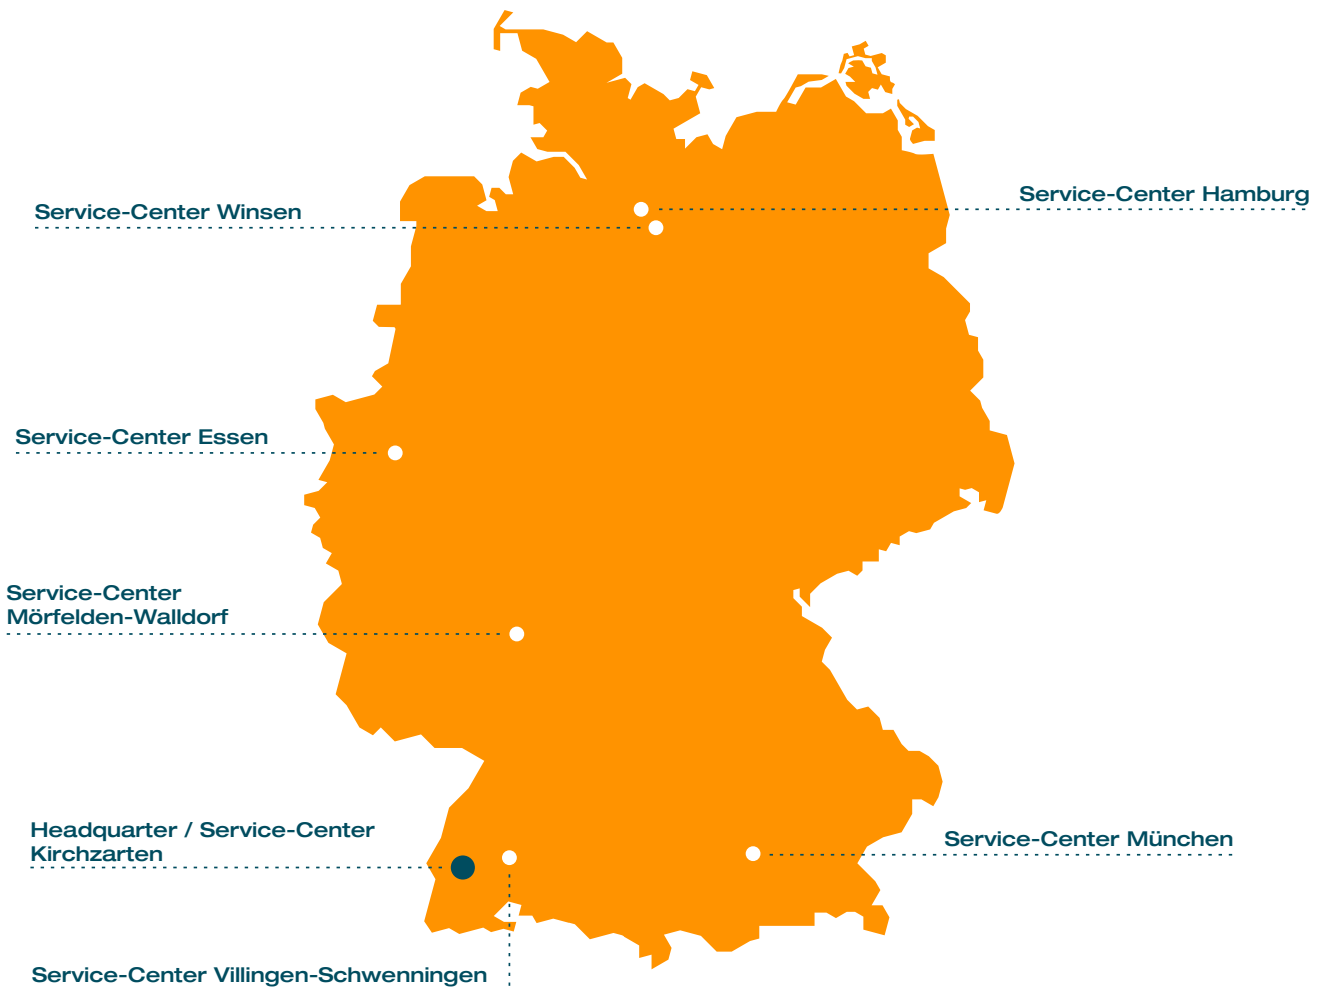 Service-Center Hamburg
Service-Center Winsen
Service-Center Essen
Service-Center
Mörfelden-Walldorf
Headquarter / Service-Center
Kirchzarten
Service-Center München
Service-Center Villingen-Schwenningen